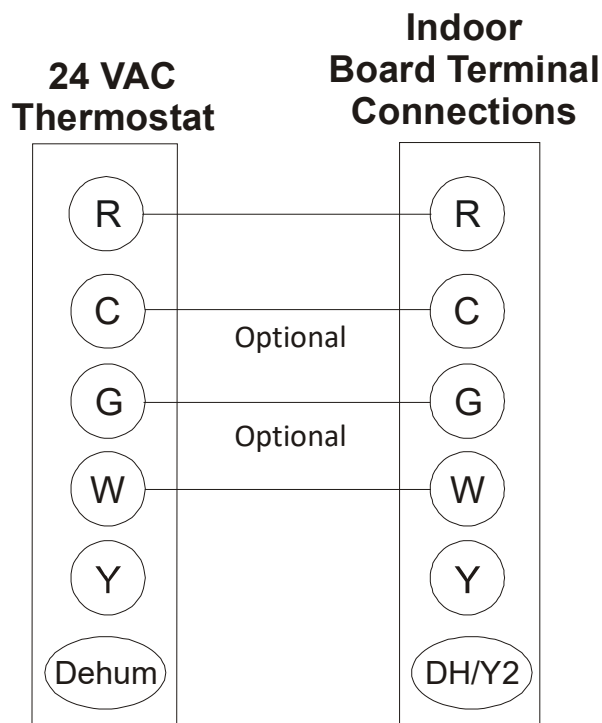 24 VAC
Thermostat
Indoor
Board Terminal
Connections
R R
C C
Optional
G G
Optional
W W
Y Y
Dehum DH/Y2